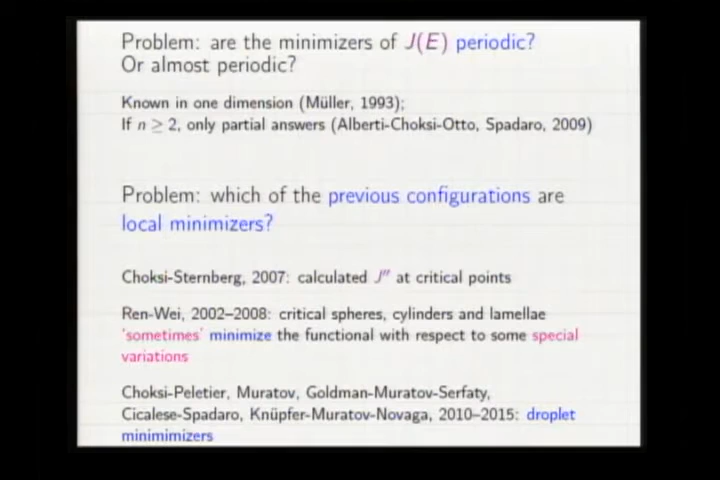 Problem: are the minimizers of J(E) periodic?
Or almost periodic?
Known in one dimension (Müller, 1993);
If n ≥ 2, only partial answers (Alberti-Choksi-Otto, Spadaro, 2009)
Problem: which of the previous configurations are
local minimizers?
Choksi-Sternberg, 2007: calculated J″ at critical points
Ren-Wei, 2002–2008: critical spheres, cylinders and lamellae
'sometimes' minimize the functional with respect to some special
variations
Choksi-Peletier, Muratov, Goldman-Muratov-Serfaty,
Cicalese-Spadaro, Knüpfer-Muratov-Novaga, 2010–2015: droplet
minimimizers